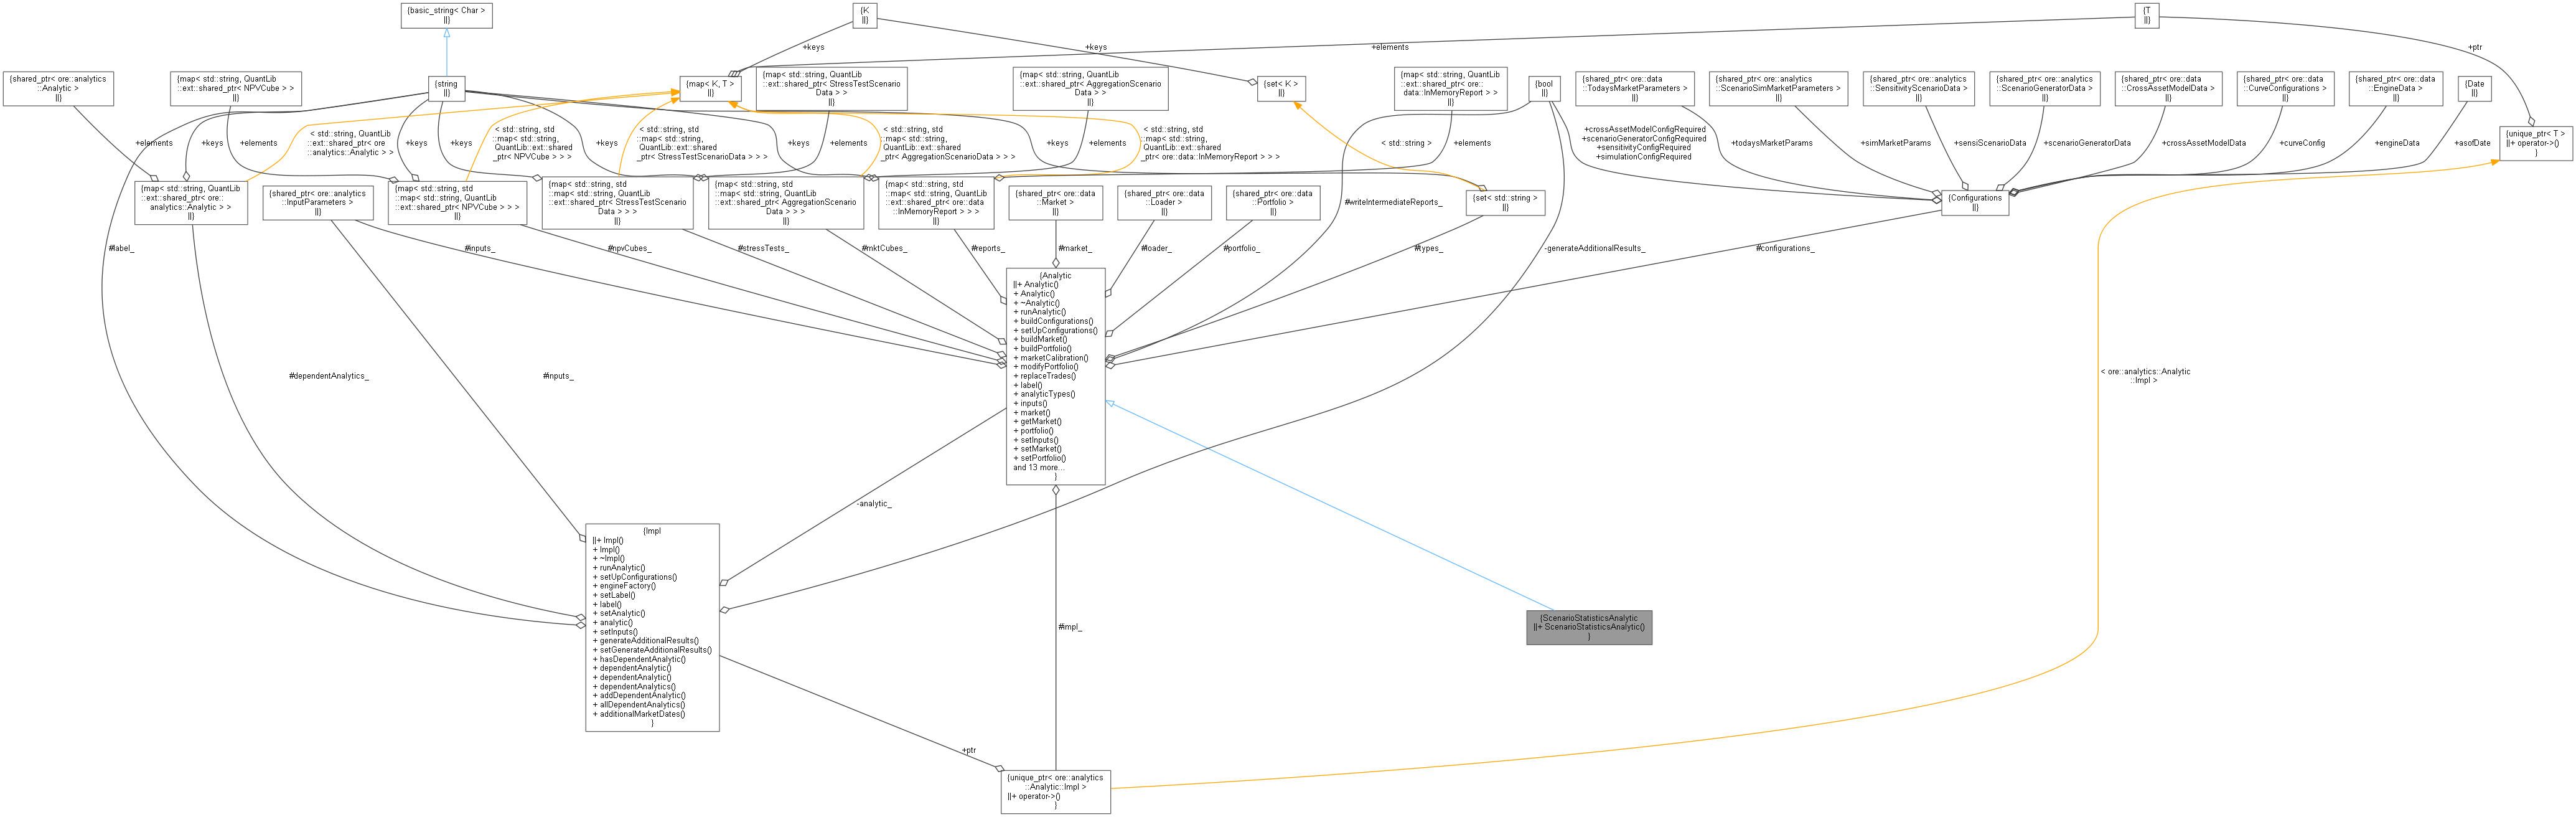 {basic_string< Char >
||}
{K
||}
{T
||}
+keys
+keys
+elements
+ptr
{shared_ptr< ore::analytics
::Analytic >
||}
{map< std::string, QuantLib
::ext::shared_ptr< NPVCube > >
||}
{string
||}
{map< K, T >
||}
{map< std::string, QuantLib
::ext::shared_ptr< StressTestScenario
Data > >
||}
{map< std::string, QuantLib
::ext::shared_ptr< AggregationScenario
Data > >
||}
{set< K >
||}
{map< std::string, QuantLib
::ext::shared_ptr< ore::
data::InMemoryReport > >
||}
{bool
||}
{shared_ptr< ore::data
::TodaysMarketParameters >
||}
{shared_ptr< ore::analytics
::ScenarioSimMarketParameters >
||}
{shared_ptr< ore::analytics
::SensitivityScenarioData >
||}
{shared_ptr< ore::analytics
::ScenarioGeneratorData >
||}
{shared_ptr< ore::data
::CrossAssetModelData >
||}
{shared_ptr< ore::data
::CurveConfigurations >
||}
{shared_ptr< ore::data
::EngineData >
||}
{Date
||}
{unique_ptr< T >
||+ operator->()
}
+elements
+keys
+elements
< std::string, QuantLib
::ext::shared_ptr< ore
::analytics::Analytic > >
+keys
< std::string, std
::map< std::string,
QuantLib::ext::shared
_ptr< NPVCube > > >
+keys
< std::string, std
::map< std::string,
QuantLib::ext::shared
_ptr< StressTestScenarioData > > >
+keys
+elements
< std::string, std
::map< std::string,
QuantLib::ext::shared
_ptr< AggregationScenarioData > > >
+keys
+elements
< std::string, std
::map< std::string,
QuantLib::ext::shared
_ptr< ore::data::InMemoryReport > > >
< std::string >
+elements
+crossAssetModelConfigRequired
+scenarioGeneratorConfigRequired
+sensitivityConfigRequired
+simulationConfigRequired
+todaysMarketParams
+simMarketParams
+sensiScenarioData
+scenarioGeneratorData
+crossAssetModelData
+curveConfig
+engineData
+asofDate
{map< std::string, QuantLib
::ext::shared_ptr< ore::
analytics::Analytic > >
||}
{shared_ptr< ore::analytics
::InputParameters >
||}
{map< std::string, std
::map< std::string, QuantLib
::ext::shared_ptr< NPVCube > > >
||}
{map< std::string, std
::map< std::string, QuantLib
::ext::shared_ptr< StressTestScenario
Data > > >
||}
{map< std::string, std
::map< std::string, QuantLib
::ext::shared_ptr< AggregationScenario
Data > > >
||}
{map< std::string, std
::map< std::string, QuantLib
::ext::shared_ptr< ore::data
::InMemoryReport > > >
||}
{shared_ptr< ore::data
::Market >
||}
{shared_ptr< ore::data
::Loader >
||}
{shared_ptr< ore::data
::Portfolio >
||}
#writeIntermediateReports_
{set< std::string >
||}
{Configurations
||}
#label_
#inputs_
#npvCubes_
#stressTests_
#mktCubes_
#reports_
#market_
#loader_
#portfolio_
#types_
-generateAdditionalResults_
#configurations_
{Analytic
||+ Analytic()
+ Analytic()
+ ~Analytic()
+ runAnalytic()
+ buildConfigurations()
+ setUpConfigurations()
+ buildMarket()
+ buildPortfolio()
+ marketCalibration()
+ modifyPortfolio()
+ replaceTrades()
+ label()
+ analyticTypes()
+ inputs()
+ market()
+ getMarket()
+ portfolio()
+ setInputs()
+ setMarket()
+ setPortfolio()
and 13 more...
}
#dependentAnalytics_
#inputs_
< ore::analytics::Analytic
::Impl >
-analytic_
{Impl
||+ Impl()
+ Impl()
+ ~Impl()
+ runAnalytic()
+ setUpConfigurations()
+ engineFactory()
+ setLabel()
+ label()
+ setAnalytic()
+ analytic()
+ setInputs()
+ generateAdditionalResults()
+ setGenerateAdditionalResults()
+ hasDependentAnalytic()
+ dependentAnalytic()
+ dependentAnalytic()
+ dependentAnalytics()
+ addDependentAnalytic()
+ allDependentAnalytics()
+ additionalMarketDates()
}
#impl_
{ScenarioStatisticsAnalytic
||+ ScenarioStatisticsAnalytic()
}
+ptr
{unique_ptr< ore::analytics
::Analytic::Impl >
||+ operator->()
}